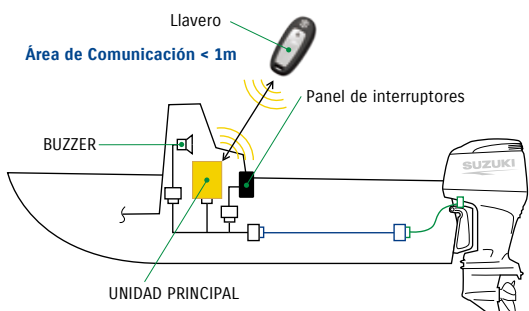 Llavero
Área de Comunicación < 1m
Panel de interruptores
BUZZER
SUZUKI
UNIDAD PRINCIPAL